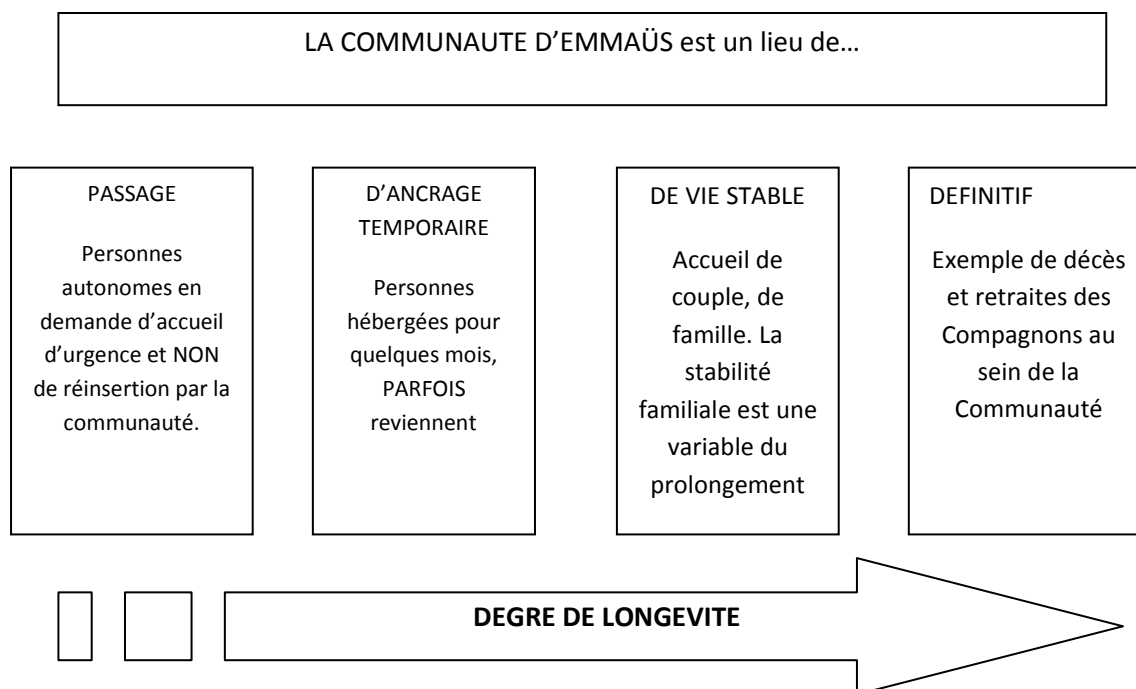 LA COMMUNAUTE D’EMMAÜS est un lieu de…
PASSAGE
Personnes
autonomes en
demande d’accueil
d’urgence et NON
de réinsertion par la
communauté.
D’ANCRAGE
TEMPORAIRE
Personnes
hébergées pour
quelques mois,
PARFOIS
reviennent
DE VIE STABLE
Accueil de
couple, de
famille. La
stabilité
familiale est une
variable du
prolongement
DEFINITIF
Exemple de décès
et retraites des
Compagnons au
sein de la
Communauté
DEGRE DE LONGEVITE